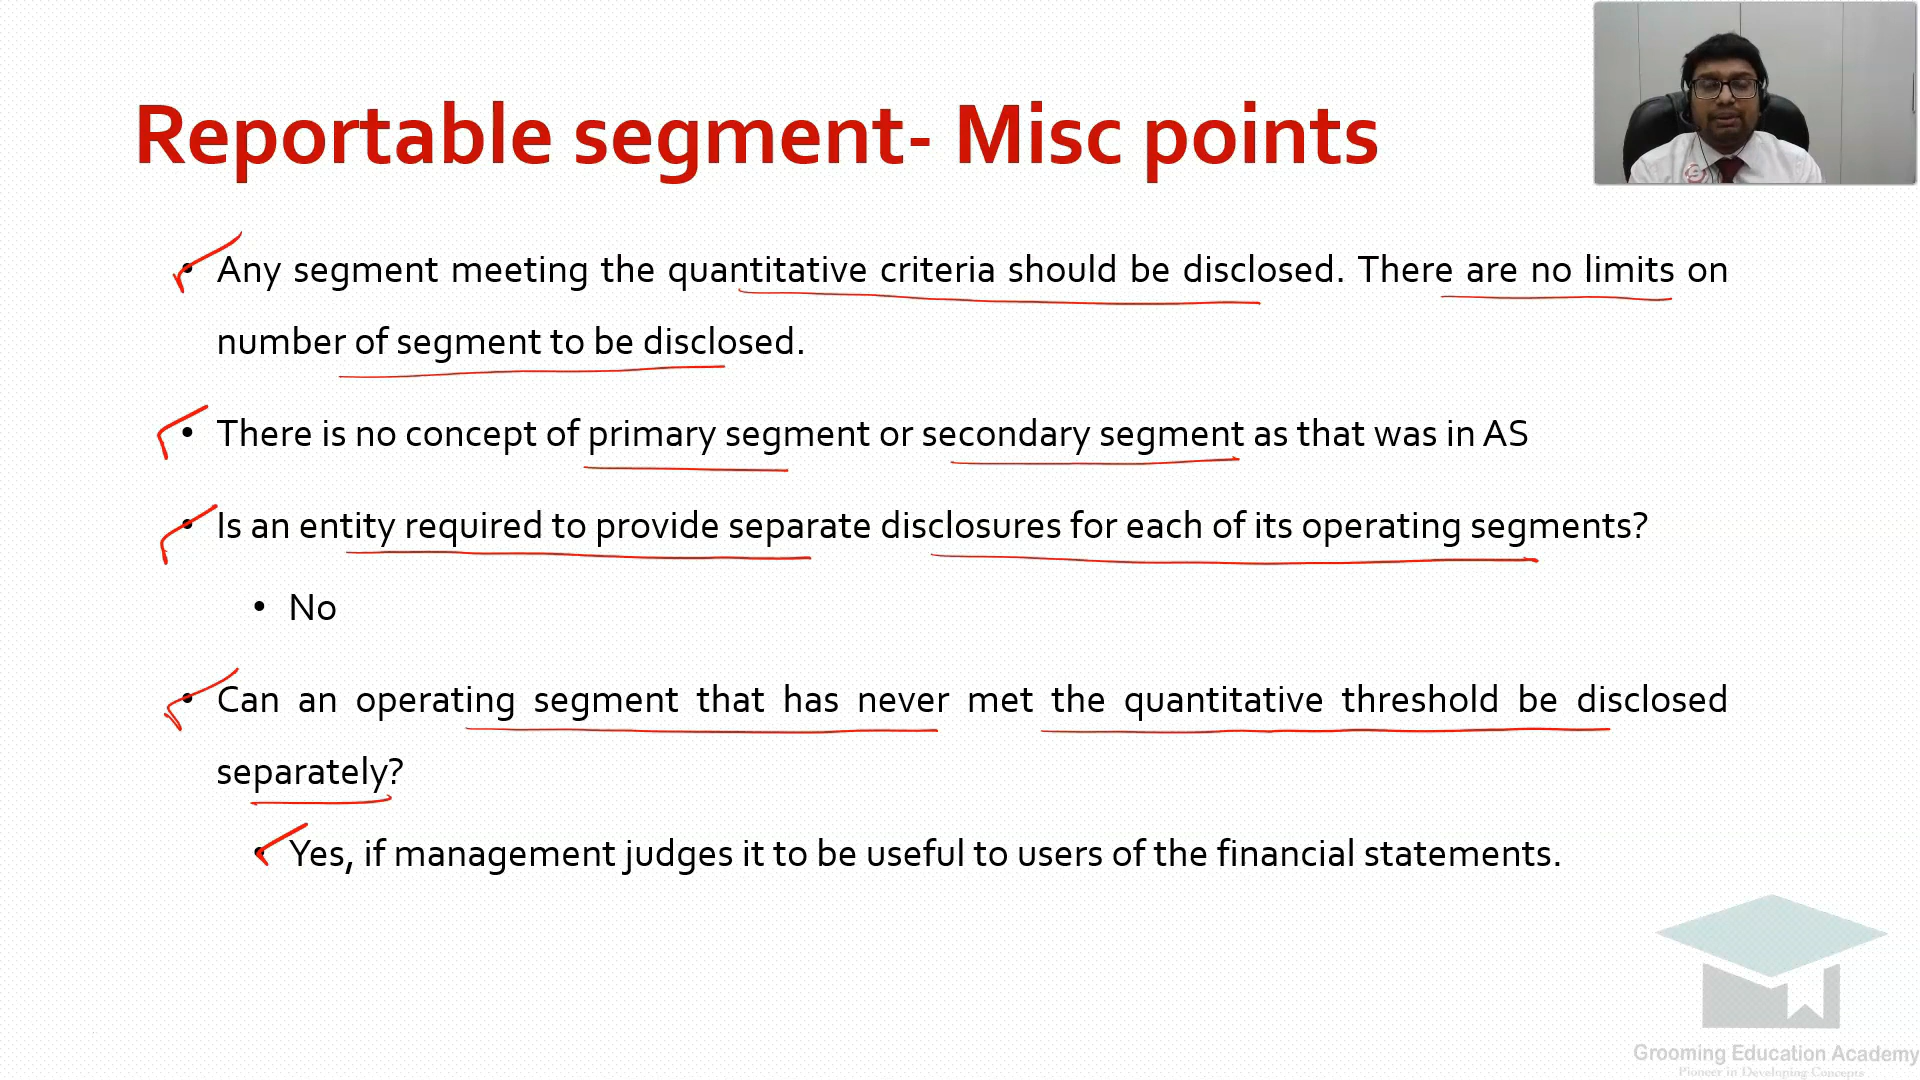 Reportable segment- Misc points
• Any segment meeting the quantitative criteria should be disclosed. There are no limits on
number of segment to be disclosed.
• There is no concept of primary segment or secondary segment as that was in AS
• Is an entity required to provide separate disclosures for each of its operating segments?
• No
• Can an operating segment that has never met the quantitative threshold be disclosed
separately?
• Yes, if management judges it to be useful to users of the financial statements.
Grooming Education Academy
Pioneer in Developing Concepts